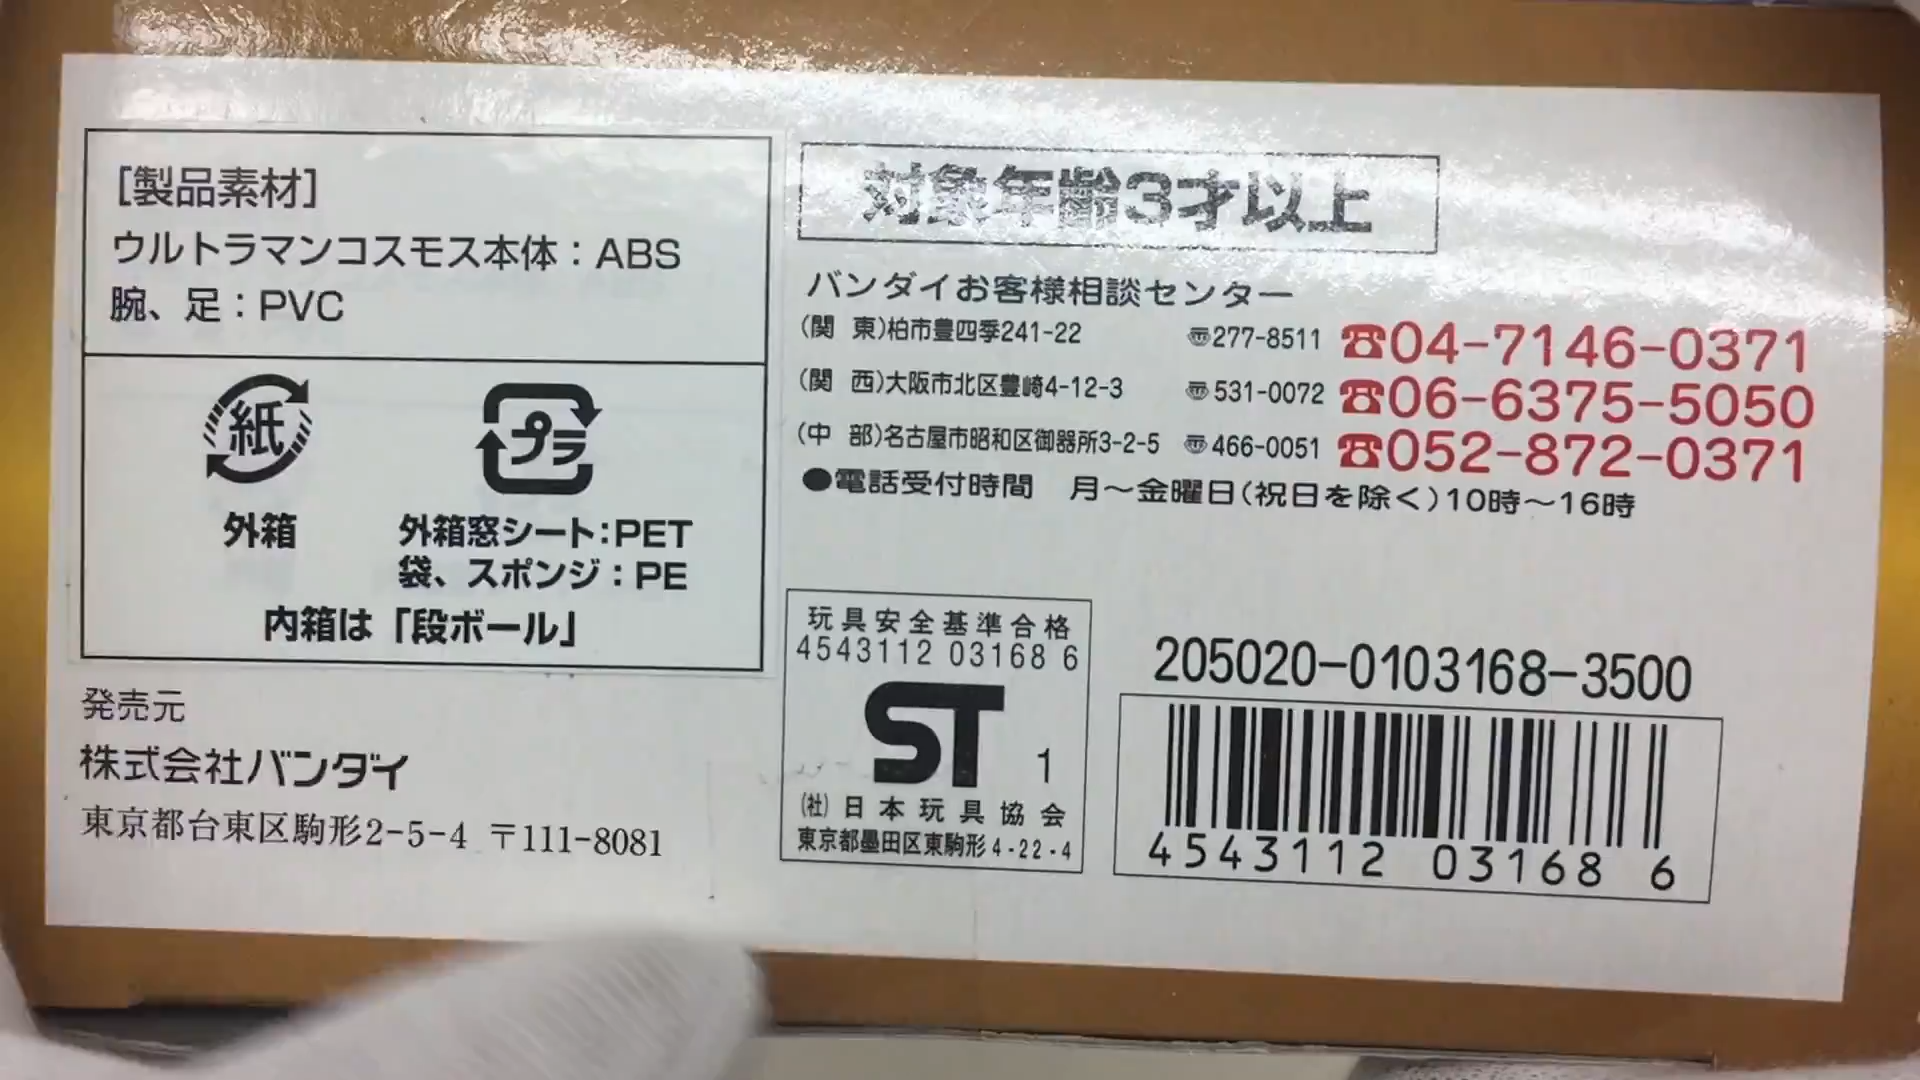 [製品素材]
ウルトラマンコスモス本体：ABS
腕、足：PVC
紙
外箱
プラ
外箱窓シート：PET
袋、スポンジ：PE
内箱は「段ボール」
発売元
株式会社バンダイ
東京都台東区駒形2-5-4 〒111-8081
対象年齢3才以上
バンダイお客様相談センター
(関 東)柏市豊四季241-22 〠277-8511 ☎04-7146-0371
(関 西)大阪市北区豊崎4-12-3 〠531-0072 ☎06-6375-5050
(中 部)名古屋市昭和区御器所3-2-5 〠466-0051 ☎052-872-0371
●電話受付時間 月～金曜日(祝日を除く)10時～16時
玩具安全基準合格
4543112 03168 6
ST 1
(社)日本玩具協会
東京都墨田区東駒形4-22-4
205020-0103168-3500
4543112 03168 6